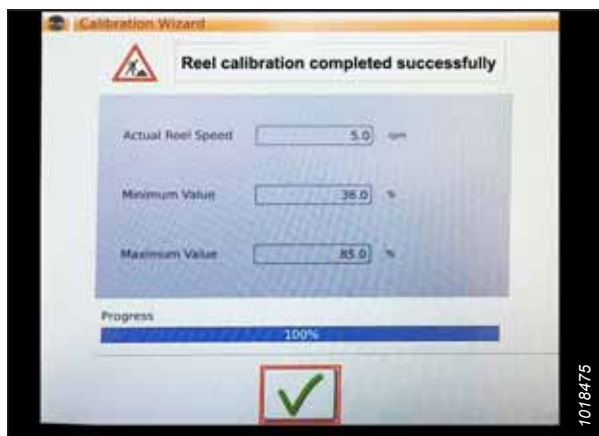 Calibration Wizard
Reel calibration completed successfully
Actual Reel Speed 5.0 rpm
Minimum Value 36.0 %
Maximum Value 85.0 %
Progress
100%
1018475